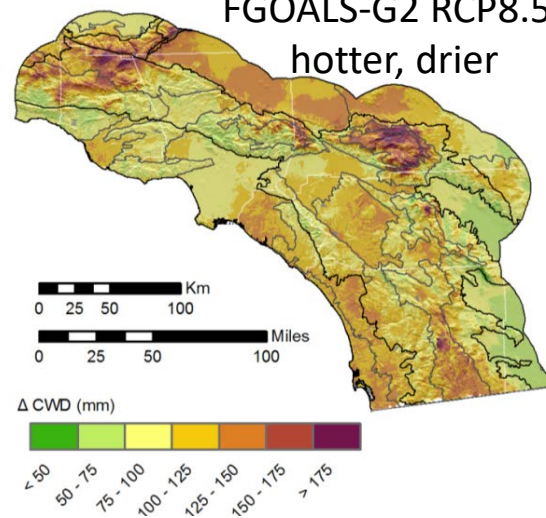 FGOALS-G2 RCP8.5
hotter, drier
Km
0 25 50 100
Miles
0 25 50 100
Δ CWD (mm)
< 50
50 - 75
75 - 100
100 - 125
125 - 150
150 - 175
> 175